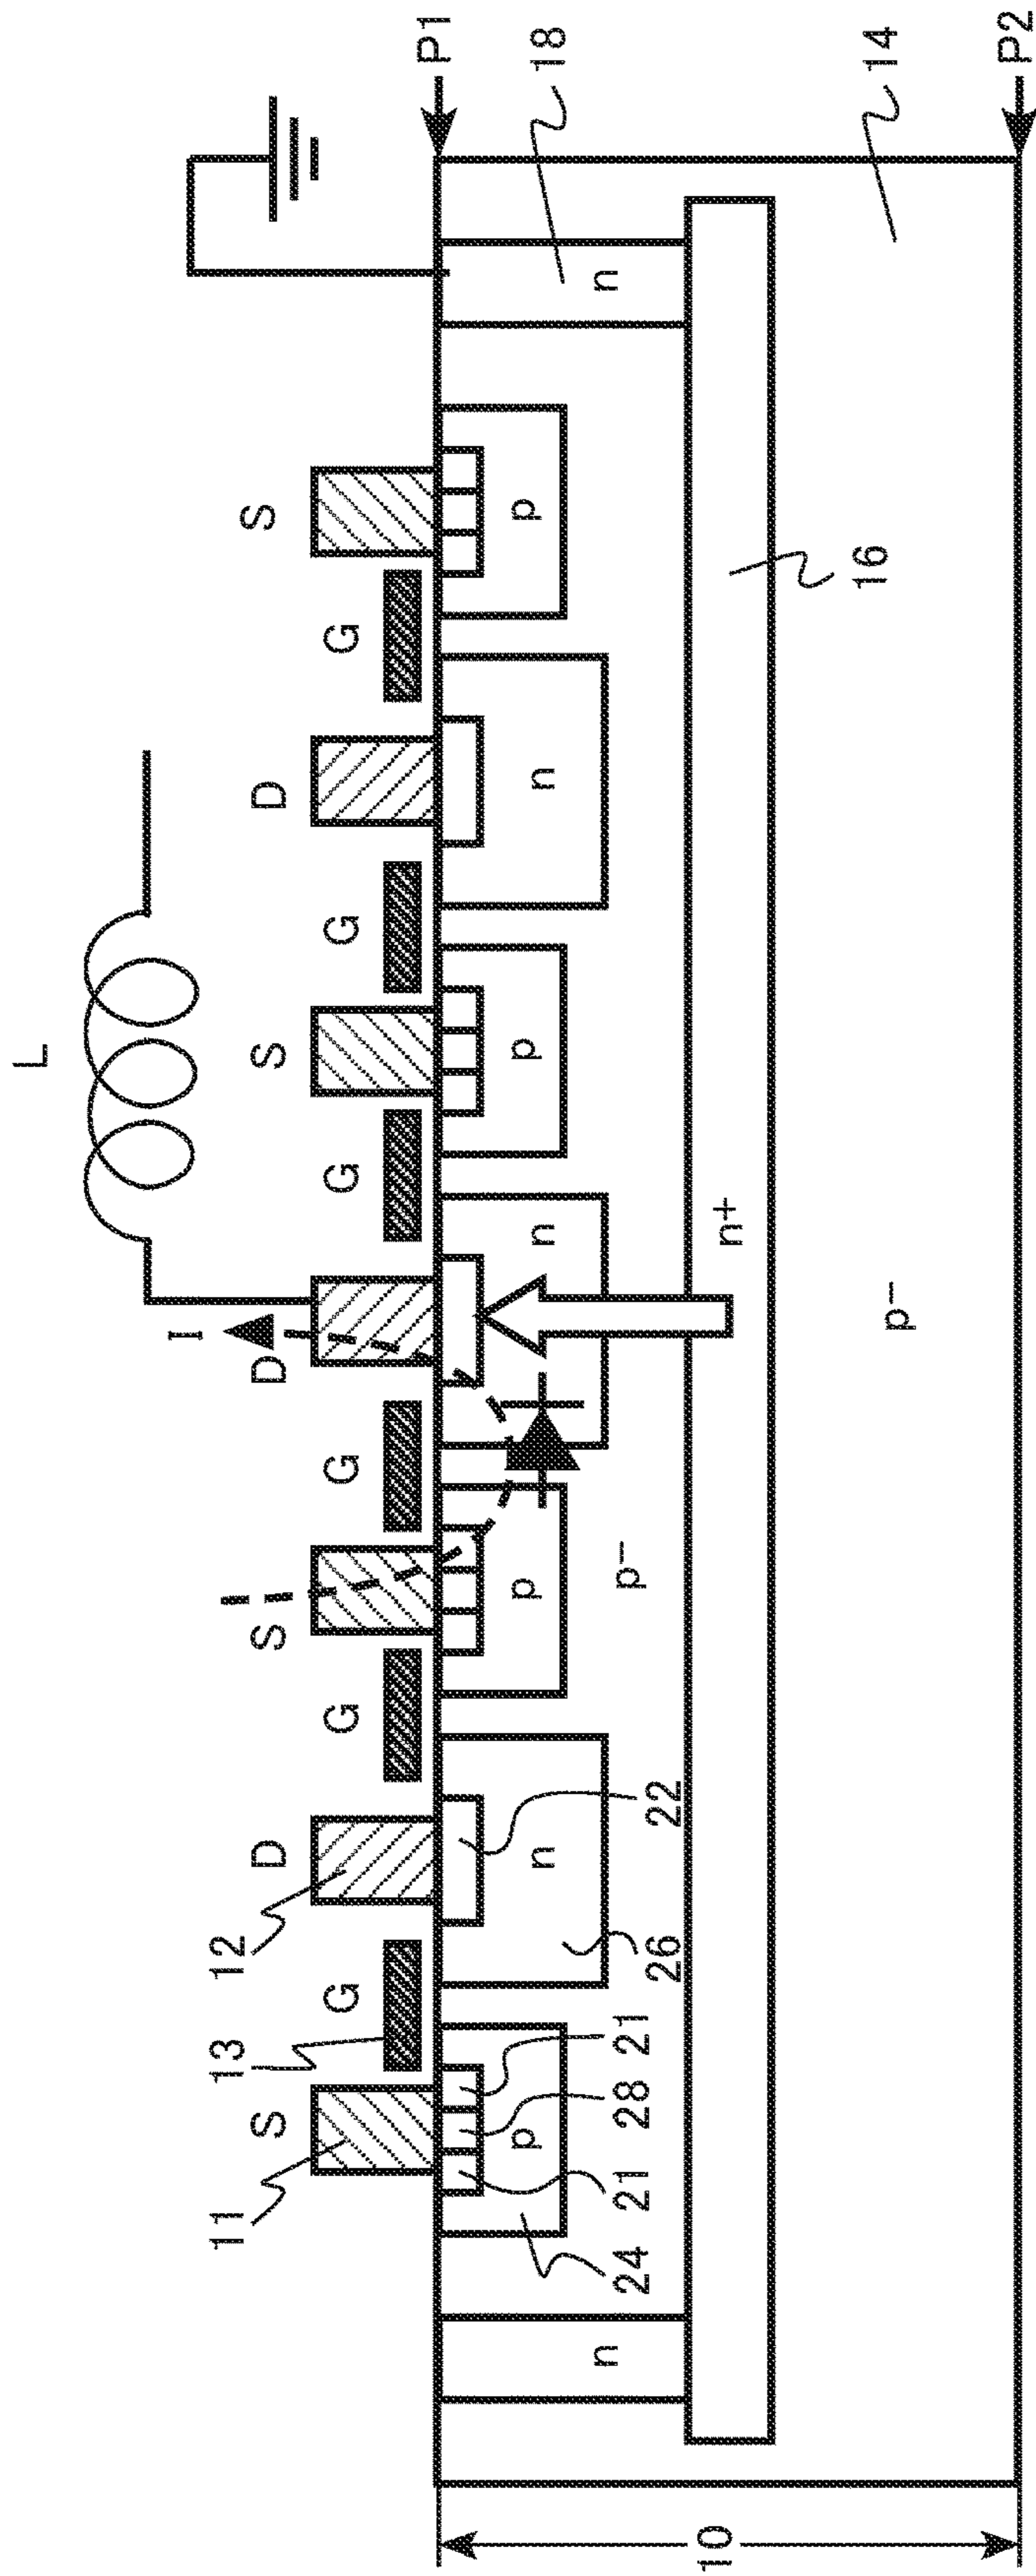 L
I
11 13 12
S D S D S D S
G G G G G G
P1
p n p n p n p 18
n n
24 21 28 21 p−
26 22
10 n+
16 14
p−
P2